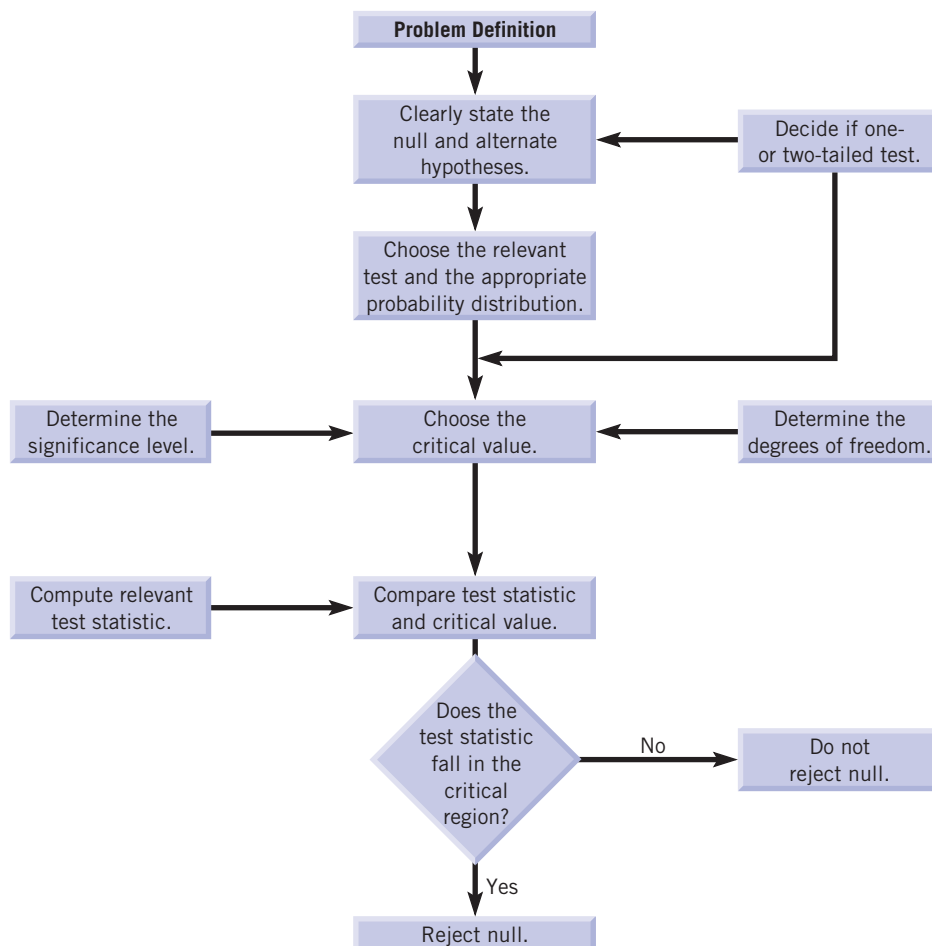 Problem Definition
Clearly state the
null and alternate
hypotheses.
Decide if one-
or two-tailed test.
Choose the relevant
test and the appropriate
probability distribution.
Determine the
significance level.
Choose the
critical value.
Determine the
degrees of freedom.
Compute relevant
test statistic.
Compare test statistic
and critical value.
Does the
test statistic
fall in the
critical
region?
No
Do not
reject null.
Yes
Reject null.